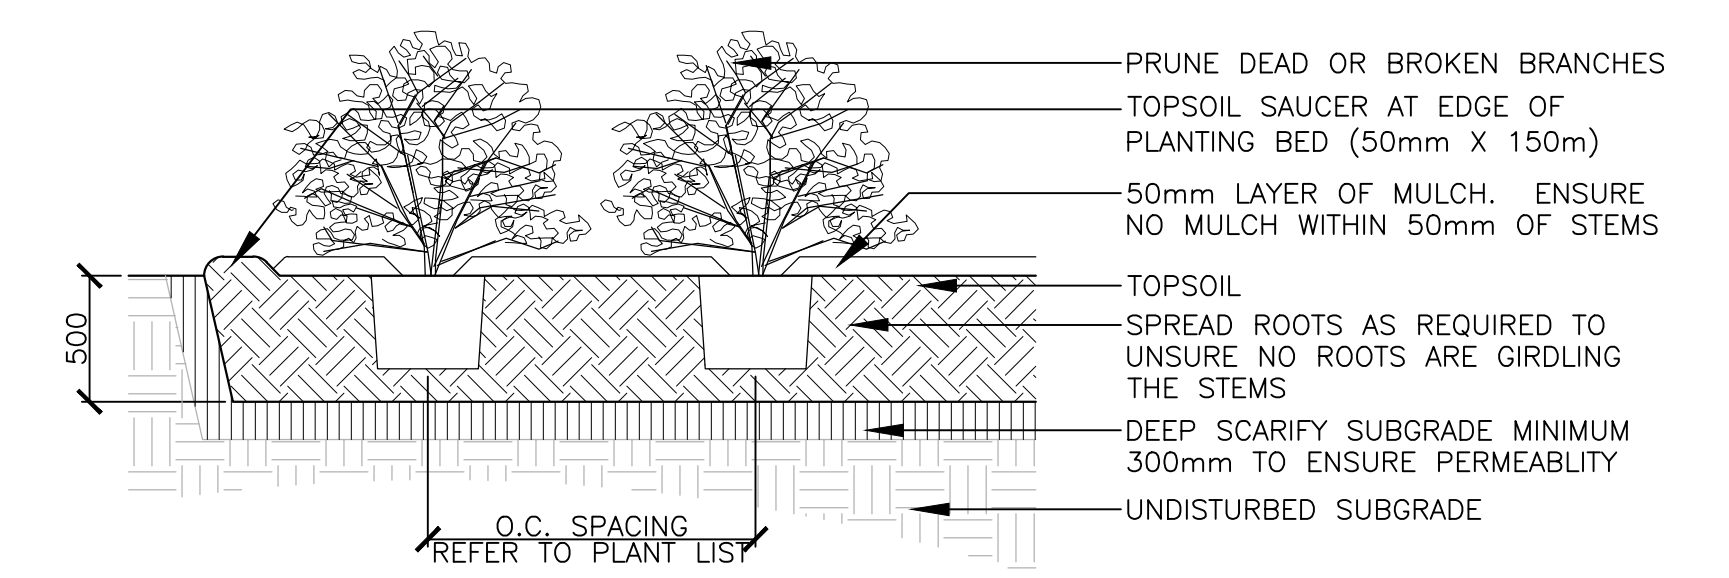 PRUNE DEAD OR BROKEN BRANCHES
TOPSOIL SAUCER AT EDGE OF
PLANTING BED (50mm X 150m)
50mm LAYER OF MULCH. ENSURE
NO MULCH WITHIN 50mm OF STEMS
TOPSOIL
SPREAD ROOTS AS REQUIRED TO
UNSURE NO ROOTS ARE GIRDLING
THE STEMS
DEEP SCARIFY SUBGRADE MINIMUM
300mm TO ENSURE PERMEABLITY
UNDISTURBED SUBGRADE
500
O.C. SPACING
REFER TO PLANT LIST